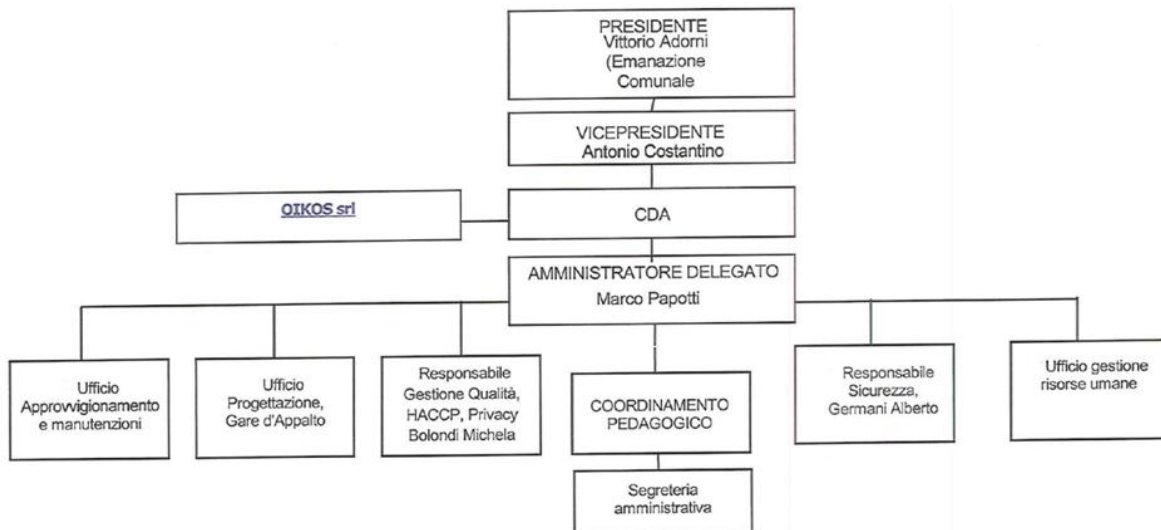 PRESIDENTE
Vittorio Adorni
(Emanazione
Comunale
VICEPRESIDENTE
Antonio Costantino
OIKOS srl
CDA
AMMINISTRATORE DELEGATO
Marco Papotti
Ufficio
Approvvigionamento
e manutenzioni
Ufficio
Progettazione,
Gare d'Appalto
Responsabile
Gestione Qualità,
HACCP, Privacy
Bolondi Michela
COORDINAMENTO
PEDAGOGICO
Responsabile
Sicurezza,
Germani Alberto
Ufficio gestione
risorse umane
Segreteria
amministrativa